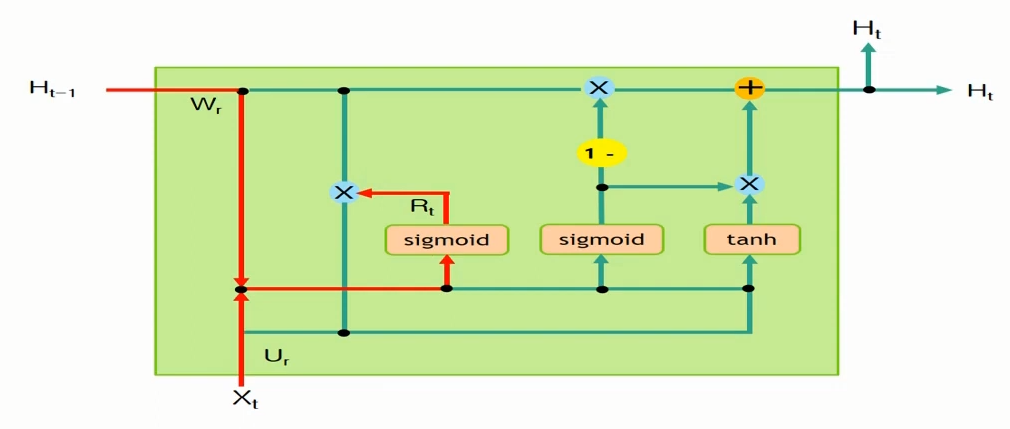 Hₜ
Hₜ₋₁
Wᵣ
X
+
Hₜ
1 -
X
X
Rₜ
sigmoid
sigmoid
tanh
Uᵣ
Xₜ